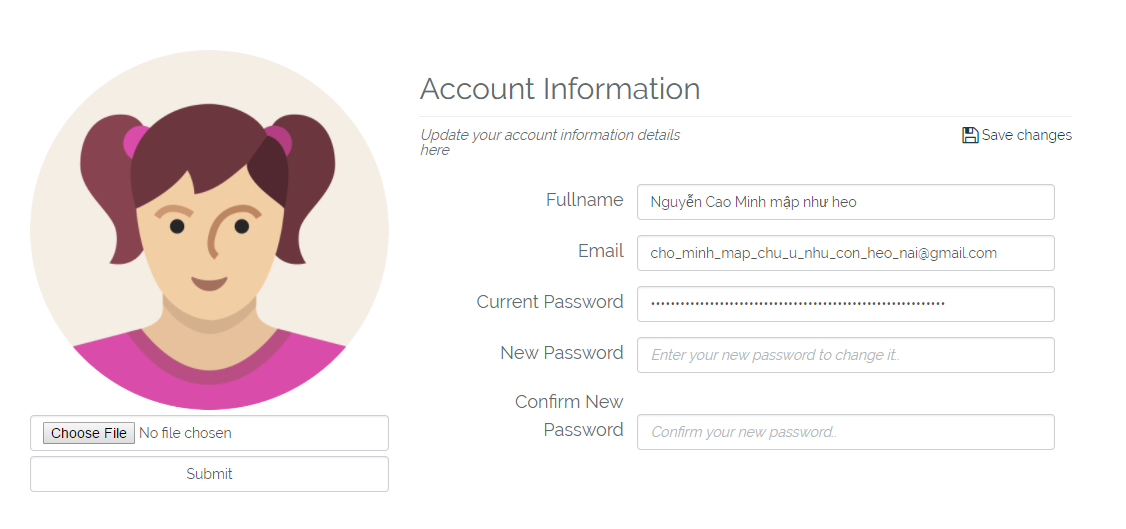 Account Information
Update your account information details
here
Save changes
Fullname
Nguyễn Cao Minh mập như heo
Email
cho_minh_map_chu_u_nhu_con_heo_nai@gmail.com
Current Password
New Password
Enter your new password to change it..
Confirm New
Password
Confirm your new password..
Choose File No file chosen
Submit